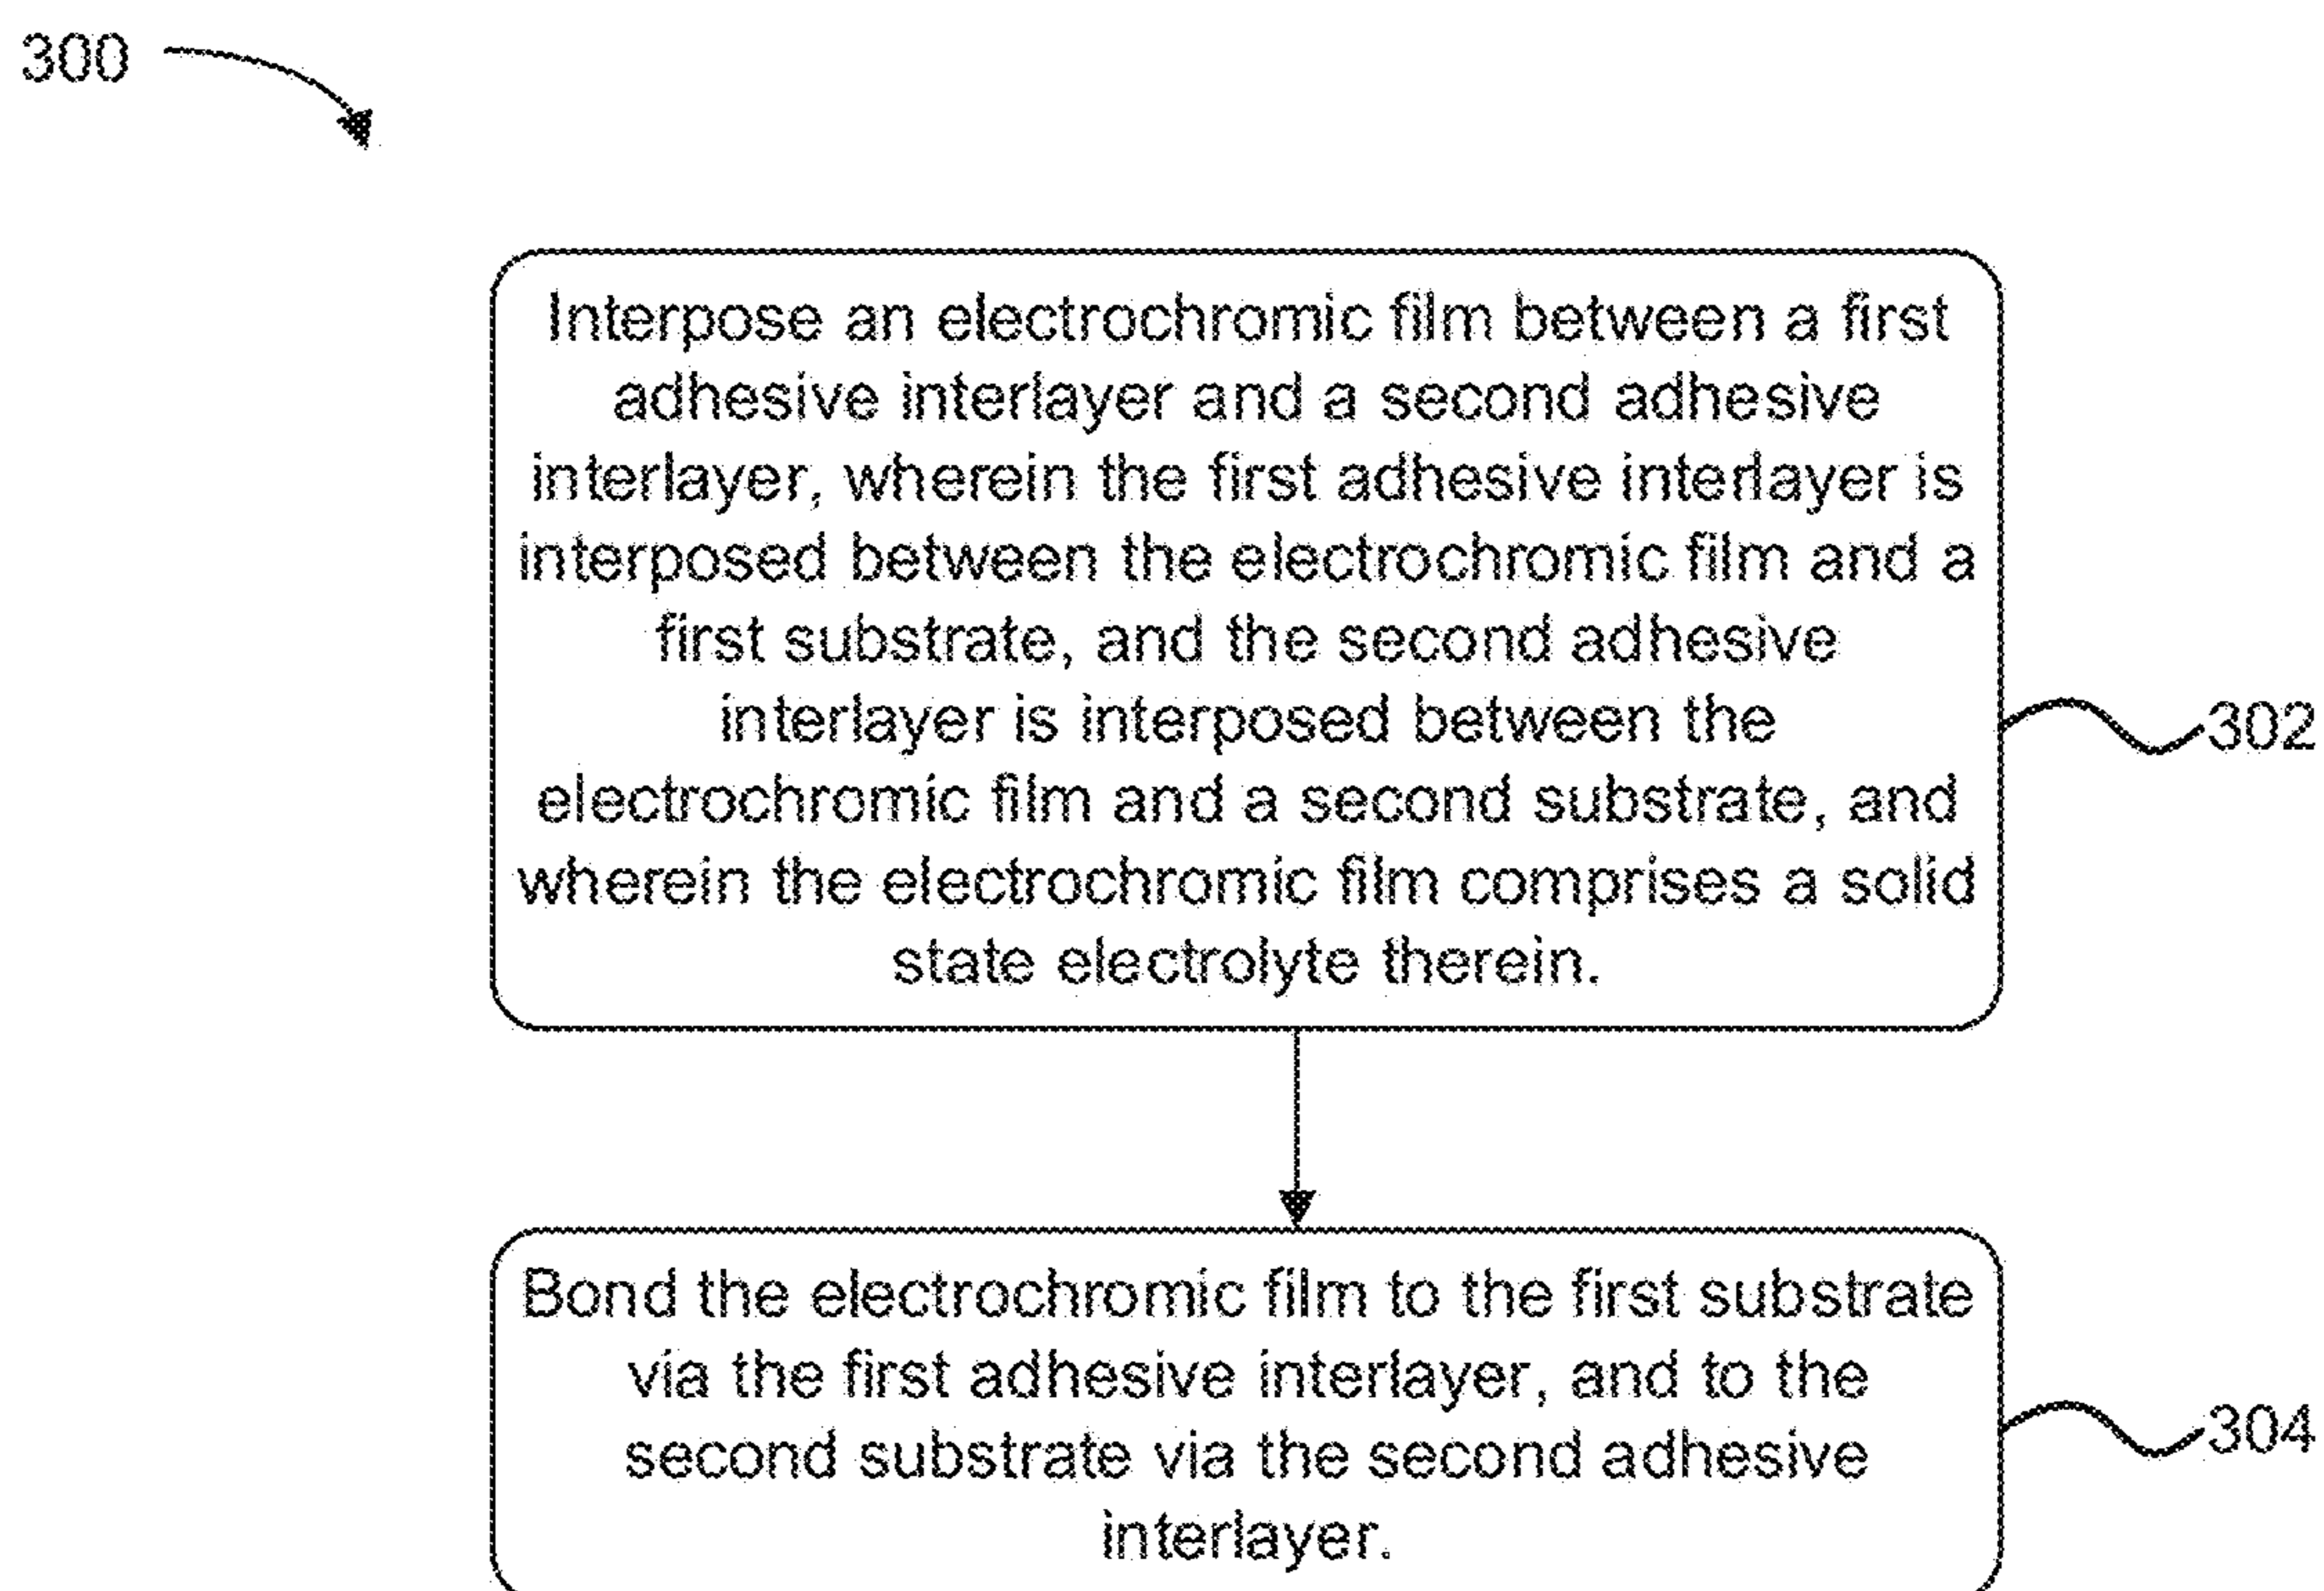 300
Interpose an electrochromic film between a first
adhesive interlayer and a second adhesive
interlayer, wherein the first adhesive interlayer is
interposed between the electrochromic film and a
first substrate, and the second adhesive
interlayer is interposed between the
electrochromic film and a second substrate, and
wherein the electrochromic film comprises a solid
state electrolyte therein.
302
Bond the electrochromic film to the first substrate
via the first adhesive interlayer, and to the
second substrate via the second adhesive
interlayer.
304